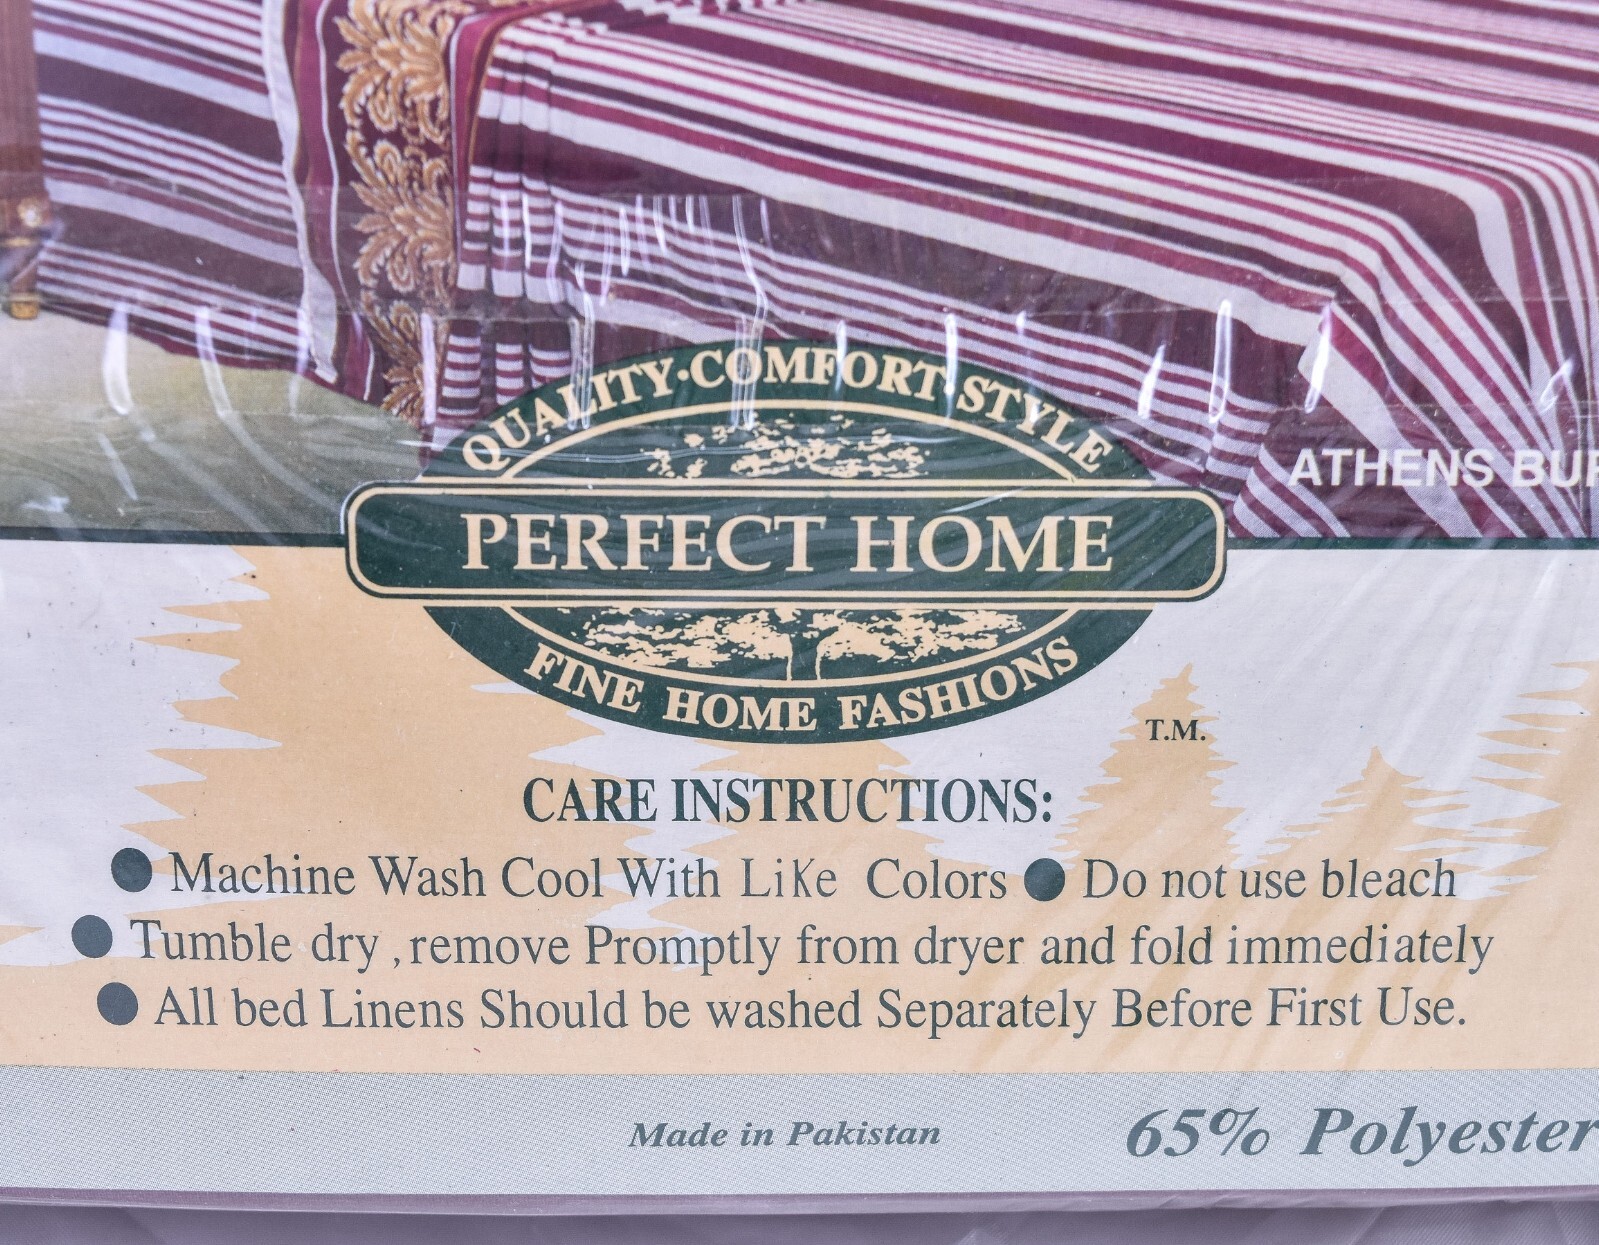 QUALITY·COMFORT STYLE
ATHENS BUR
PERFECT HOME
FINE HOME FASHIONS
T.M.
CARE INSTRUCTIONS:
● Machine Wash Cool With LiKe Colors ● Do not use bleach
● Tumble dry , remove Promptly from dryer and fold immediately
● All bed Linens Should be washed Separately Before First Use.
Made in Pakistan 65% Polyester